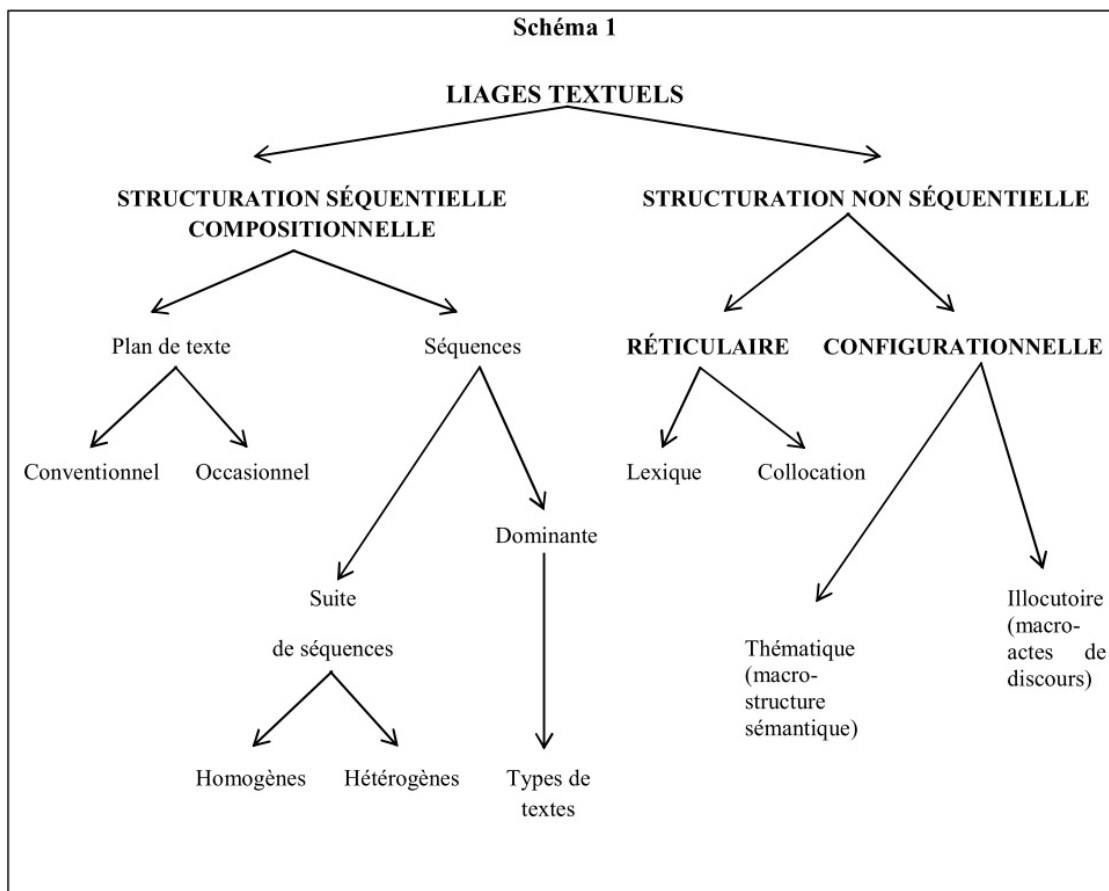 Schéma 1
LIAGES TEXTUELS
STRUCTURATION SÉQUENTIELLE
COMPOSITIONNELLE
STRUCTURATION NON SÉQUENTIELLE
Plan de texte
Séquences
RÉTICULAIRE
CONFIGURATIONNELLE
Conventionnel
Occasionnel
Lexique
Collocation
Dominante
Suite
de séquences
Thématique
(macro-
structure
sémantique)
Illocutoire
(macro-
actes de
discours)
Homogènes
Hétérogènes
Types de
textes